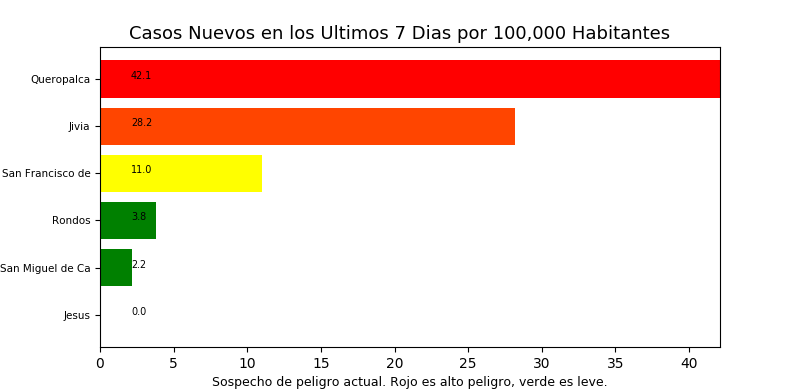 Casos Nuevos en los Ultimos 7 Dias por 100,000 Habitantes
Queropalca 42.1
Jivia 28.2
San Francisco de 11.0
Rondos 3.8
San Miguel de Ca 2.2
Jesus 0.0
0 5 10 15 20 25 30 35 40
Sospecho de peligro actual. Rojo es alto peligro, verde es leve.